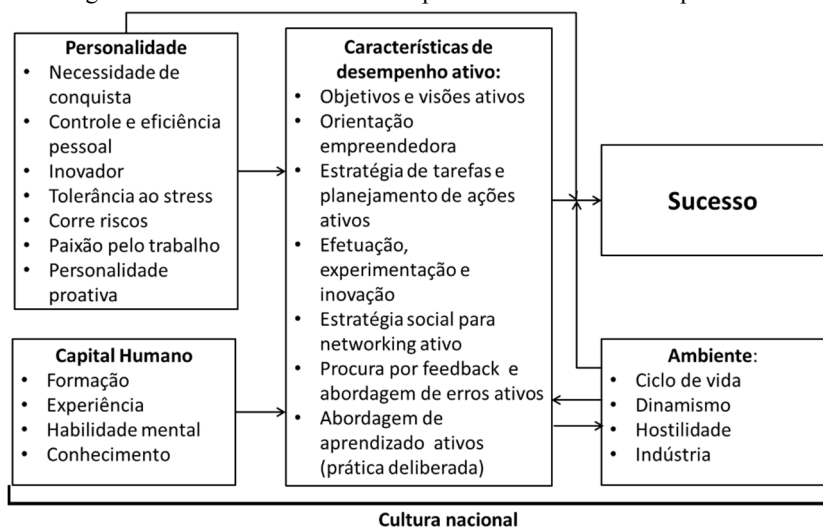 Personalidade
• Necessidade de
conquista
• Controle e eficiência
pessoal
• Inovador
• Tolerância ao stress
• Corre riscos
• Paixão pelo trabalho
• Personalidade
proativa
Capital Humano
• Formação
• Experiência
• Habilidade mental
• Conhecimento
Características de
desempenho ativo:
• Objetivos e visões ativos
• Orientação
empreendedora
• Estratégia de tarefas e
planejamento de ações
ativos
• Efetuação,
experimentação e
inovação
• Estratégia social para
networking ativo
• Procura por feedback e
abordagem de erros ativos
• Abordagem de
aprendizado ativos
(prática deliberada)
Sucesso
Ambiente:
• Ciclo de vida
• Dinamismo
• Hostilidade
• Indústria
Cultura nacional